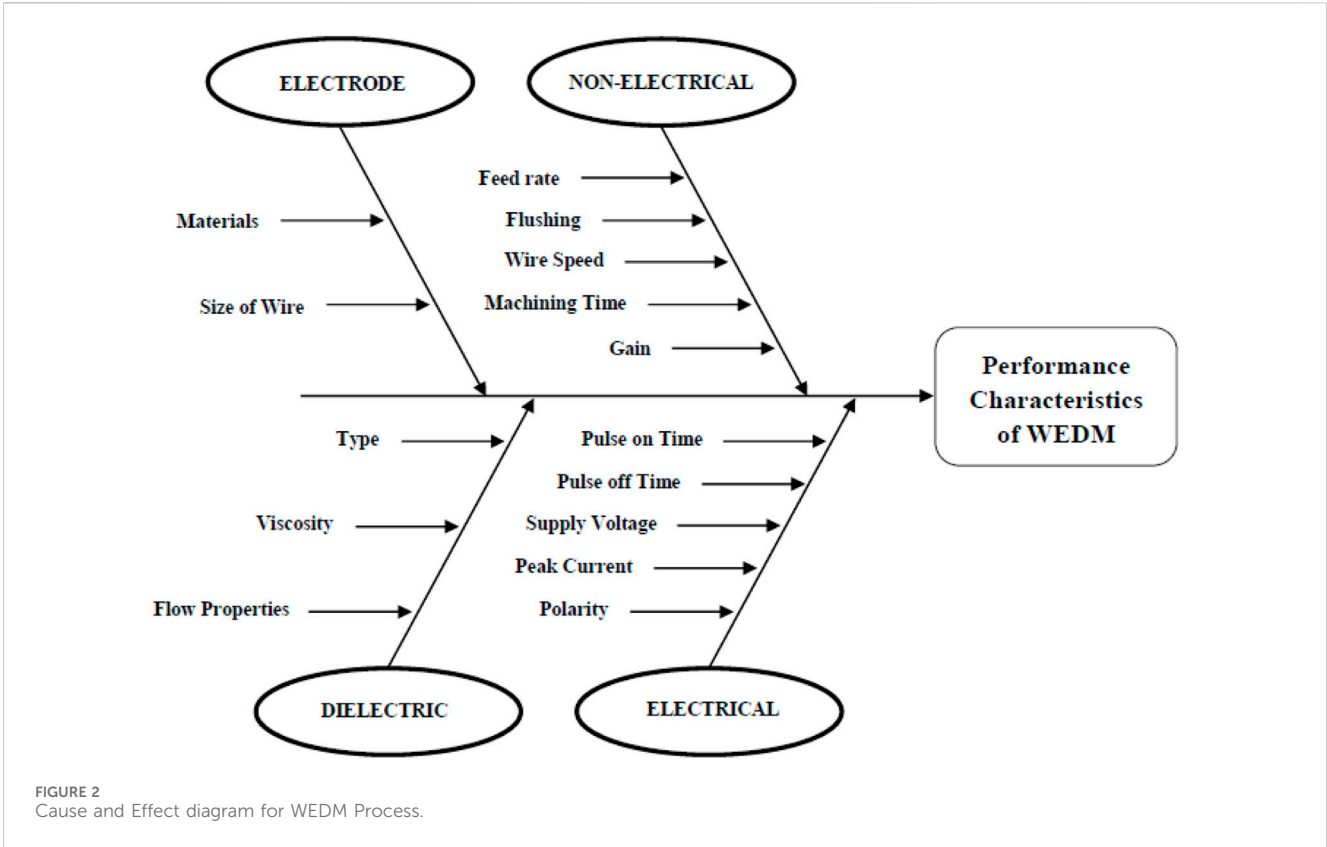 ELECTRODE
NON-ELECTRICAL
Feed rate
Materials
Flushing
Wire Speed
Size of Wire
Machining Time
Gain
Performance
Characteristics
of WEDM
Type
Pulse on Time
Pulse off Time
Viscosity
Supply Voltage
Peak Current
Flow Properties
Polarity
DIELECTRIC
ELECTRICAL
FIGURE 2
Cause and Effect diagram for WEDM Process.